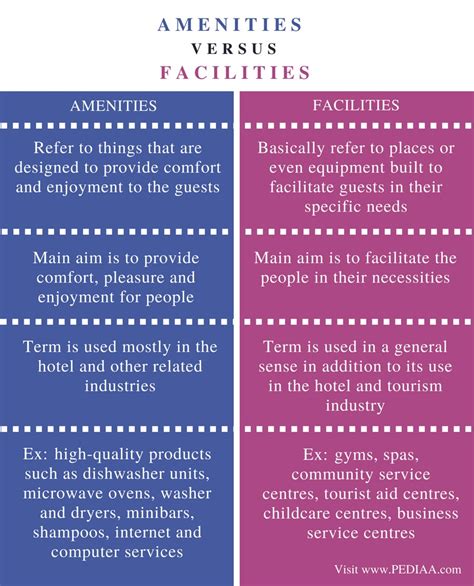 AMENITIES
VERSUS
FACILITIES
AMENITIES
Refer to things that are
designed to provide comfort
and enjoyment to the guests
Main aim is to provide
comfort, pleasure and
enjoyment for people
Term is used mostly in the
hotel and other related
industries
Ex: high-quality products
such as dishwasher units,
microwave ovens, washer
and dryers, minibars,
shampoos, internet and
computer services
FACILITIES
Basically refer to places or
even equipment built to
facilitate guests in their
specific needs
Main aim is to facilitate the
people in their necessities
Term is used in a general
sense in addition to its use
in the hotel and tourism
industry
Ex: gyms, spas,
community service
centres, tourist aid centres,
childcare centres, business
service centres
Visit www.PEDIAA.com